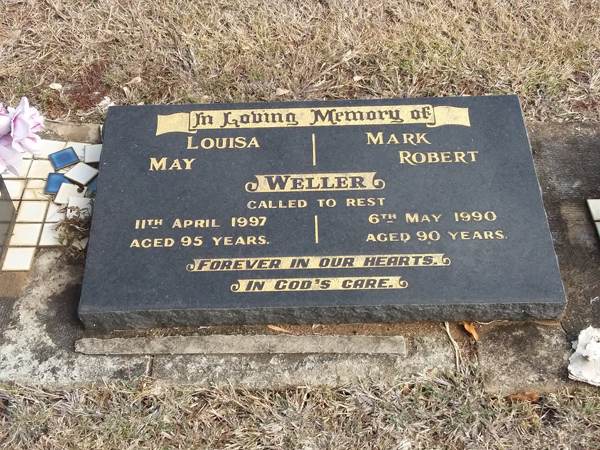 In Loving Memory of
LOUISA MARK
MAY ROBERT
WELLER
CALLED TO REST
11TH APRIL 1997 6TH MAY 1990
AGED 95 YEARS. AGED 90 YEARS.
FOREVER IN OUR HEARTS.
IN GOD'S CARE.